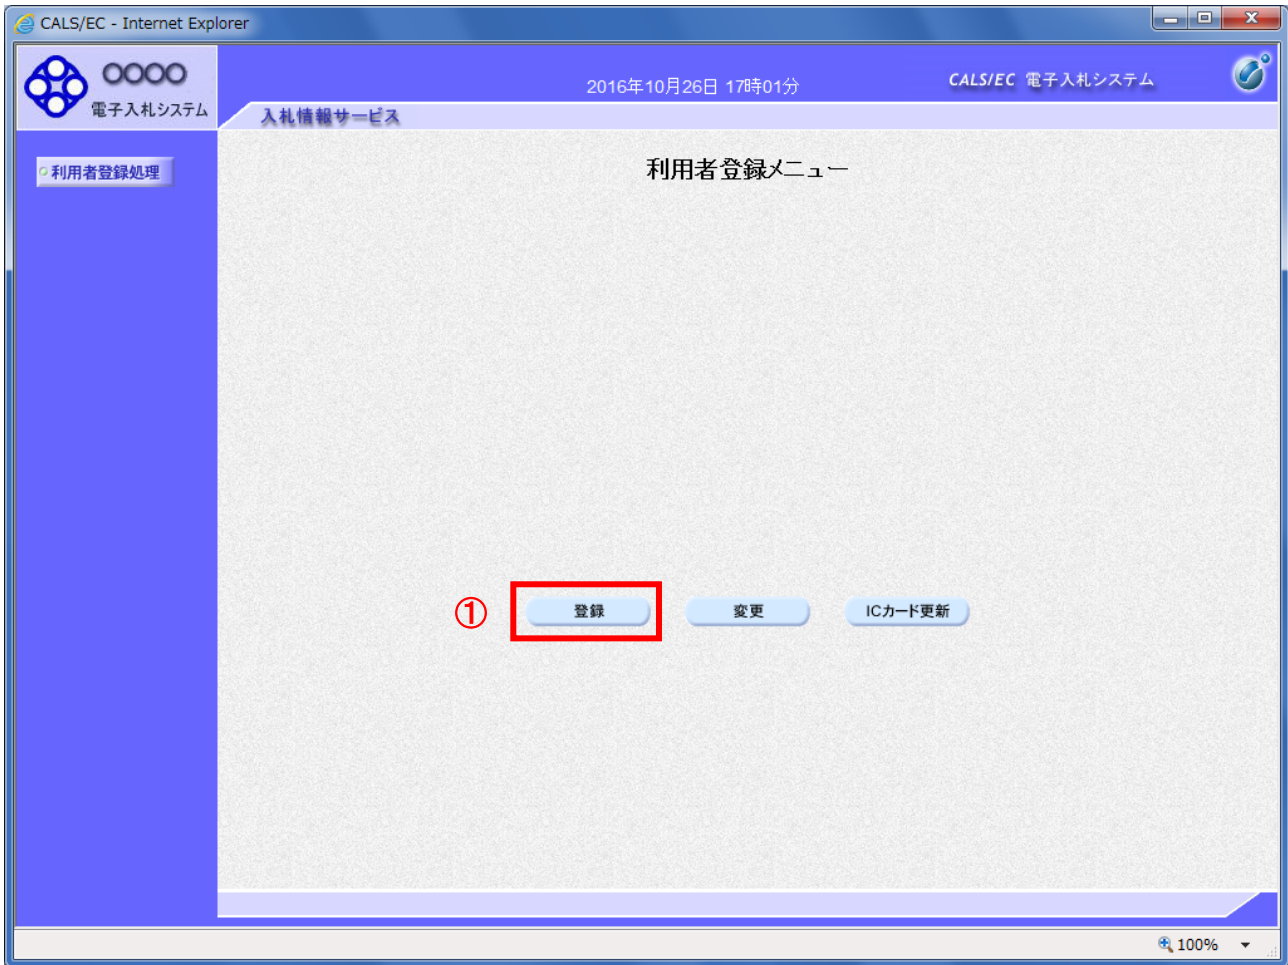 CALS/EC - Internet Explorer
〇〇〇〇
電子入札システム
2016年10月26日 17時01分
CALS/EC 電子入札システム
入札情報サービス
利用者登録処理
利用者登録メニュー
① 登録 変更 ICカード更新
100%